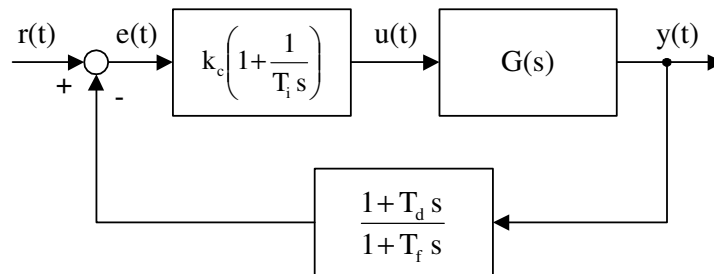 r(t)
e(t)
k_c(1+1/(T_i s))
u(t)
G(s)
y(t)
+
-
(1+T_d s)/(1+T_f s)